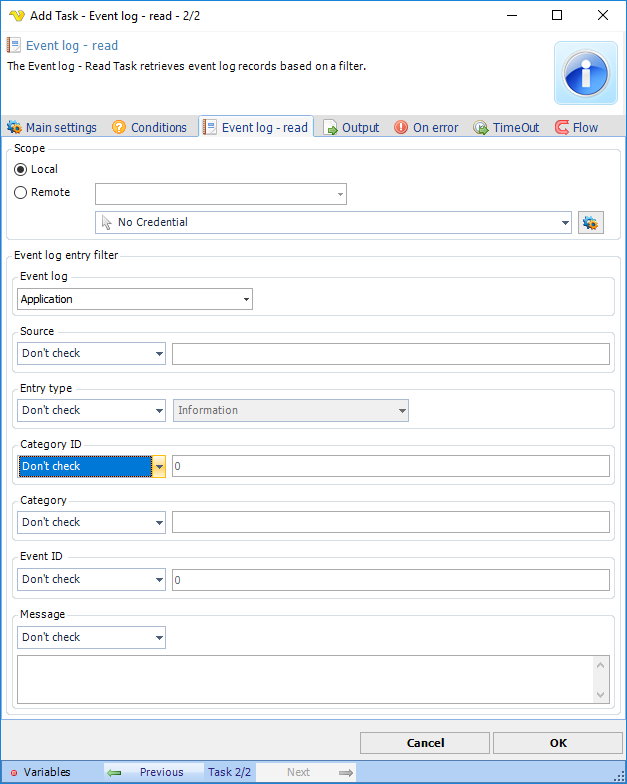 Add Task - Event log - read - 2/2
Event log - read
The Event log - Read Task retrieves event log records based on a filter.
Main settings Conditions Event log - read Output On error TimeOut Flow
Scope
Local
Remote
No Credential
Event log entry filter
Event log
Application
Source
Don't check
Entry type
Don't check Information
Category ID
Don't check 0
Category
Don't check
Event ID
Don't check 0
Message
Don't check
Cancel OK
Variables Previous Task 2/2 Next